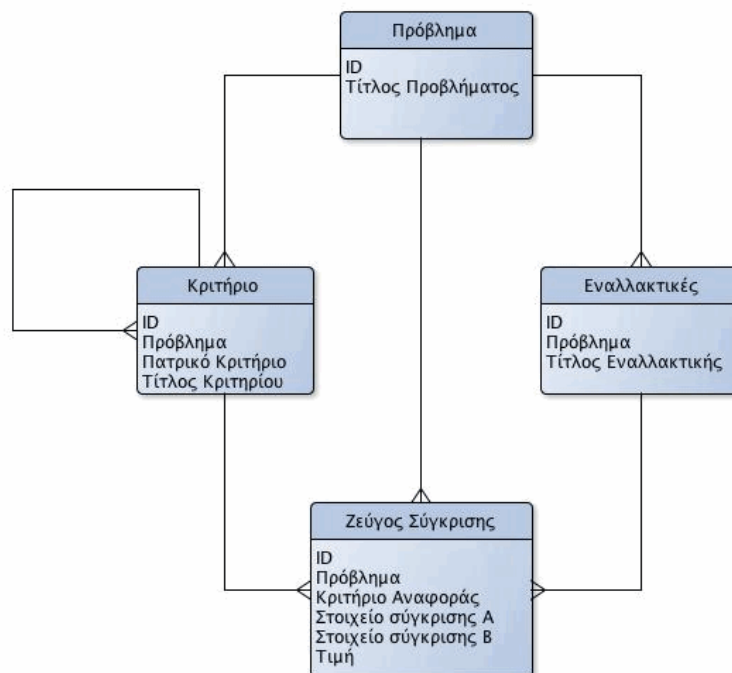 Πρόβλημα
ID
Τίτλος Προβλήματος
Κριτήριο
ID
Πρόβλημα
Πατρικό Κριτήριο
Τίτλος Κριτηρίου
Εναλλακτικές
ID
Πρόβλημα
Τίτλος Εναλλακτικής
Ζεύγος Σύγκρισης
ID
Πρόβλημα
Κριτήριο Αναφοράς
Στοιχείο σύγκρισης Α
Στοιχείο σύγκρισης Β
Τιμή